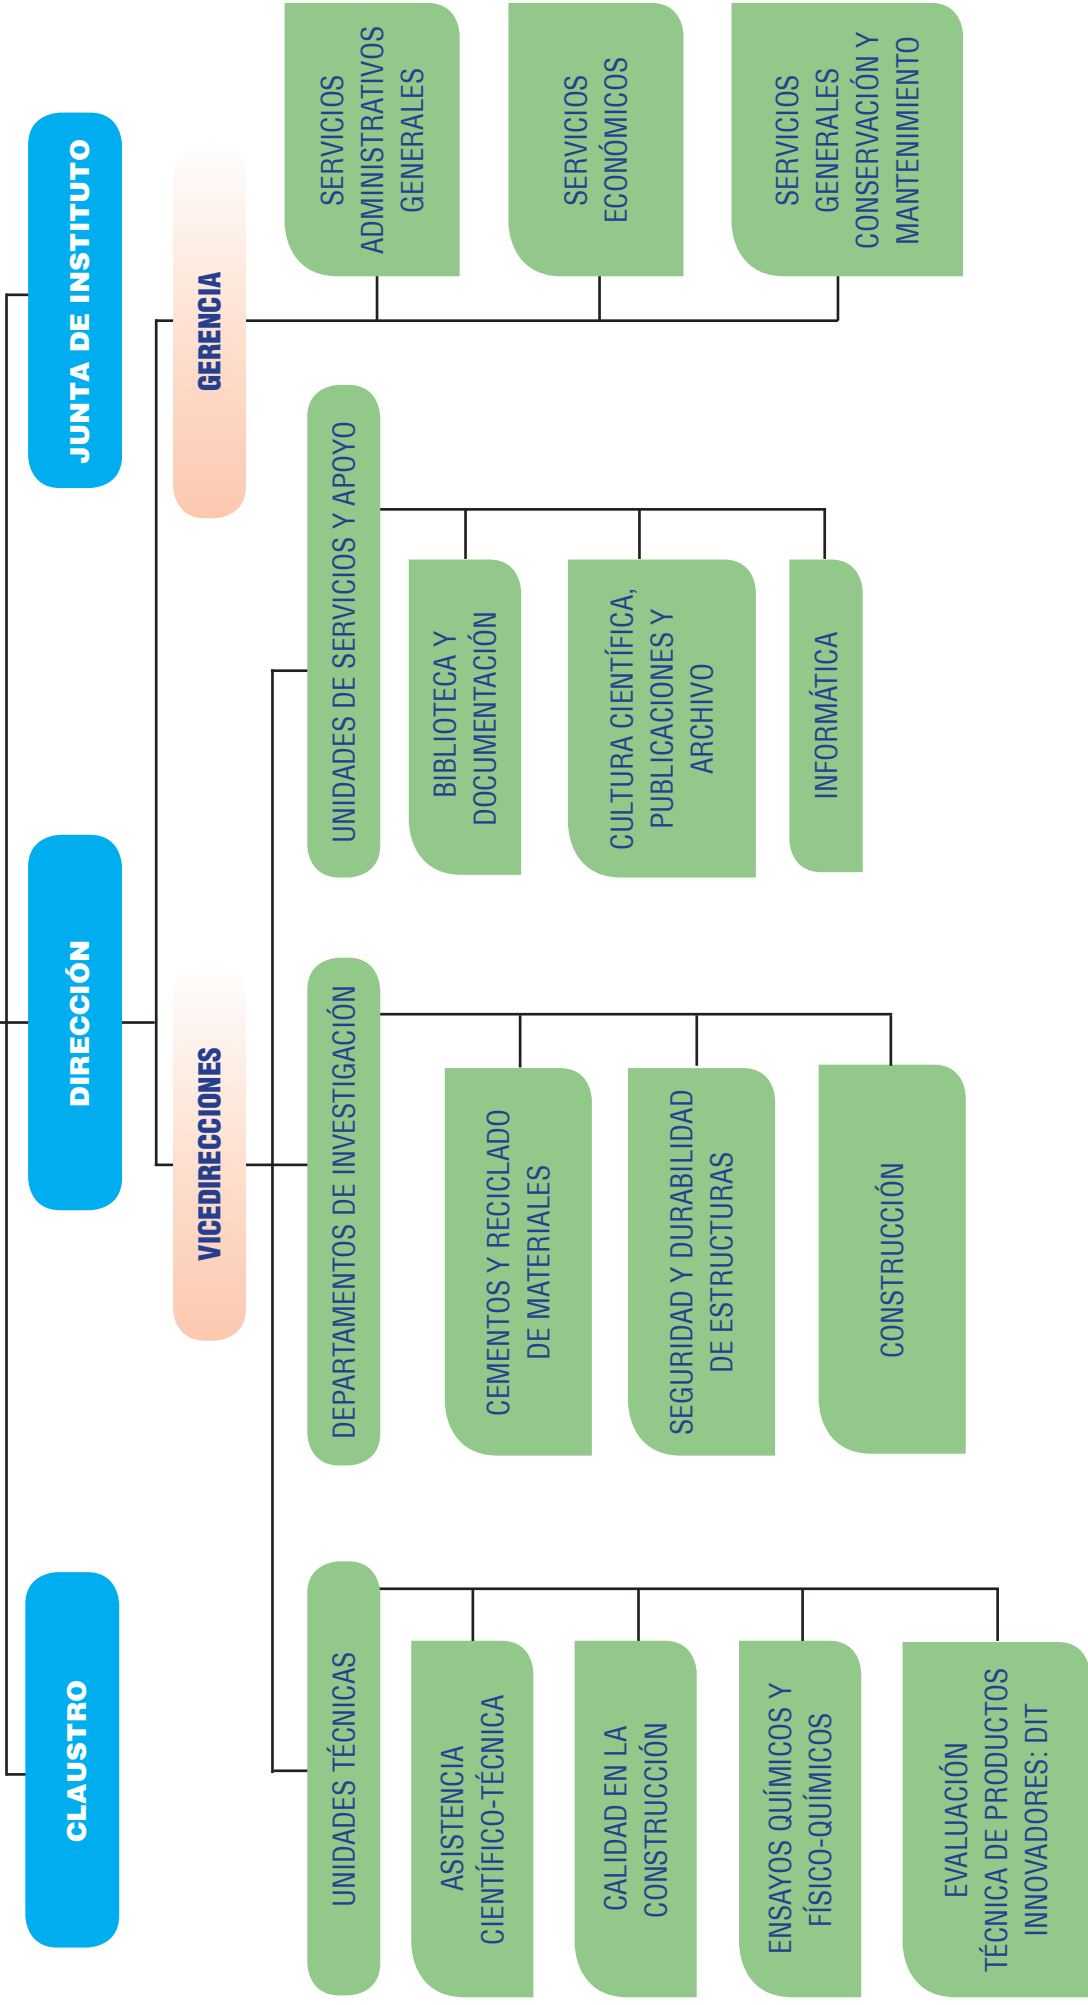 CLAUSTRO
DIRECCIÓN
JUNTA DE INSTITUTO
VICEDIRECCIONES
GERENCIA
UNIDADES TÉCNICAS
ASISTENCIA
CIENTÍFICO-TÉCNICA
CALIDAD EN LA
CONSTRUCCIÓN
ENSAYOS QUÍMICOS Y
FÍSICO-QUÍMICOS
EVALUACIÓN
TÉCNICA DE PRODUCTOS
INNOVADORES: DIT
DEPARTAMENTOS DE INVESTIGACIÓN
CEMENTOS Y RECICLADO
DE MATERIALES
SEGURIDAD Y DURABILIDAD
DE ESTRUCTURAS
CONSTRUCCIÓN
UNIDADES DE SERVICIOS Y APOYO
BIBLIOTECA Y
DOCUMENTACIÓN
CULTURA CIENTÍFICA,
PUBLICACIONES Y
ARCHIVO
INFORMÁTICA
SERVICIOS
ADMINISTRATIVOS
GENERALES
SERVICIOS
ECONÓMICOS
SERVICIOS
GENERALES
CONSERVACIÓN Y
MANTENIMIENTO